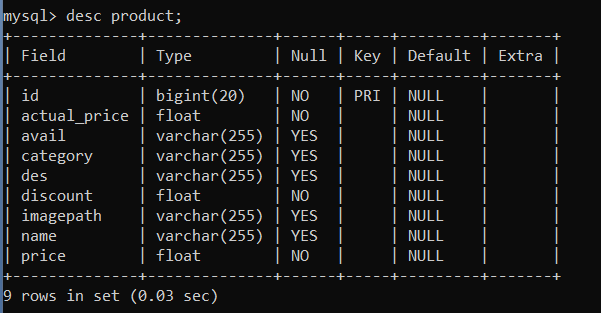 mysql> desc product;
+--------------+--------------+------+-----+---------+-------+
| Field        | Type         | Null | Key | Default | Extra |
+--------------+--------------+------+-----+---------+-------+
| id           | bigint(20)   | NO   | PRI | NULL    |       |
| actual_price | float        | NO   |     | NULL    |       |
| avail        | varchar(255) | YES  |     | NULL    |       |
| category     | varchar(255) | YES  |     | NULL    |       |
| des          | varchar(255) | YES  |     | NULL    |       |
| discount     | float        | NO   |     | NULL    |       |
| imagepath    | varchar(255) | YES  |     | NULL    |       |
| name         | varchar(255) | YES  |     | NULL    |       |
| price        | float        | NO   |     | NULL    |       |
+--------------+--------------+------+-----+---------+-------+
9 rows in set (0.03 sec)